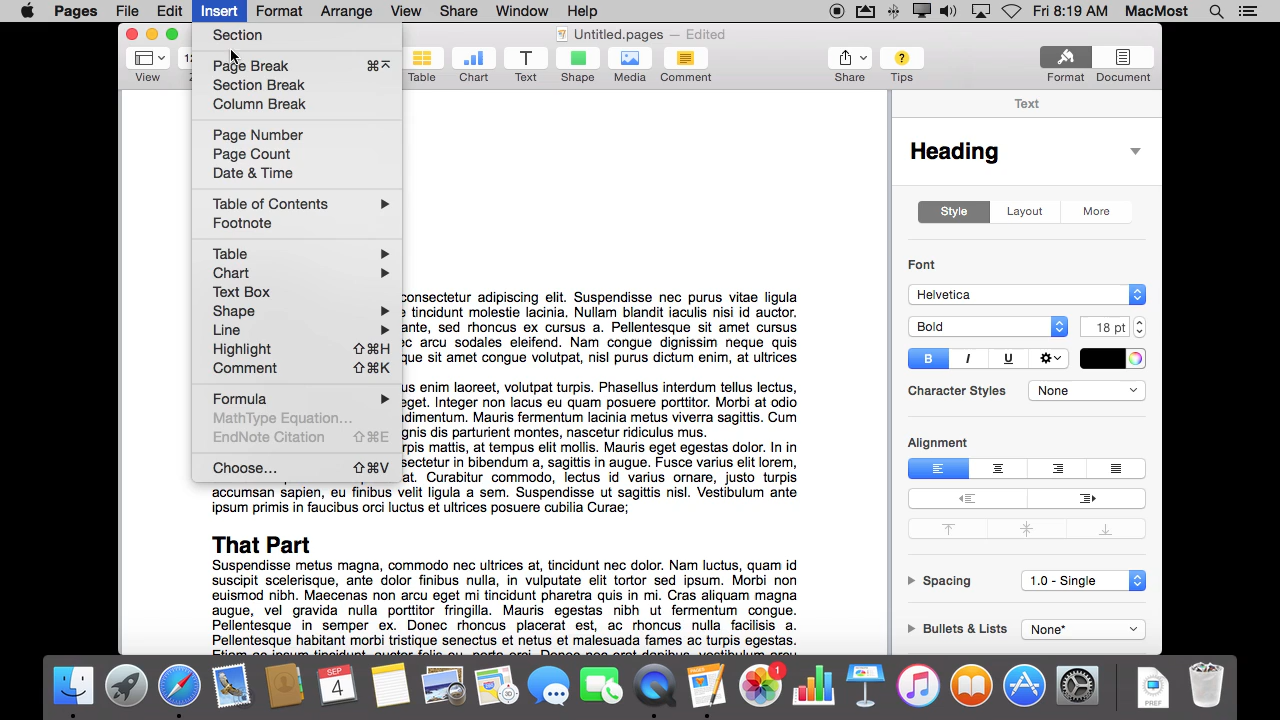 Pages File Edit Insert Format Arrange View Share Window Help Fri 8:19 AM MacMost
Untitled.pages — Edited
View
Table
Chart
Text
Shape
Media
Comment
Share
Tips
Format
Document
Section
Page Break
Section Break
Column Break
Page Number
Page Count
Date & Time
Table of Contents
Footnote
Table
Chart
Text Box
Shape
Line
Highlight ⇧⌘H
Comment ⇧⌘K
Formula
MathType Equation...
EndNote Citation ⇧⌘E
Choose... ⇧⌘V
consectetur adipiscing elit. Suspendisse nec purus vitae ligula
tincidunt molestie lacinia. Nullam blandit iaculis nisi id auctor.
ante, sed rhoncus ex cursus a. Pellentesque sit amet cursus
arcu sodales eleifend. Nam congue dignissim neque quis
que sit amet congue volutpat, nisl purus dictum enim, at ultrices
us enim laoreet, volutpat turpis. Phasellus interdum tellus lectus,
eget. Integer non lacus eu quam posuere porttitor. Morbi at odio
ndimentum. Mauris fermentum lacinia metus viverra sagittis. Cum
gnis dis parturient montes, nascetur ridiculus mus.
rpis mattis, at tempus elit mollis. Mauris eget egestas dolor. In in
sectetur in bibendum a, sagittis in augue. Fusce varius elit lorem,
at. Curabitur commodo, lectus id varius ornare, justo turpis
accumsan sapien, eu finibus velit ligula a sem. Suspendisse ut sagittis nisl. Vestibulum ante
ipsum primis in faucibus orci luctus et ultrices posuere cubilia Curae;
That Part
Suspendisse metus magna, commodo nec ultrices at, tincidunt nec dolor. Nam luctus, quam id
suscipit scelerisque, ante dolor finibus nulla, in vulputate elit tortor sed ipsum. Morbi non
euismod nibh. Maecenas non arcu eget mi tincidunt pharetra quis in mi. Cras aliquam magna
augue, vel gravida nulla porttitor fringilla. Mauris egestas nibh ut fermentum congue.
Pellentesque in semper ex. Donec rhoncus placerat est, ac rhoncus nulla facilisis a.
Pellentesque habitant morbi tristique senectus et netus et malesuada fames ac turpis egestas.
Text
Heading
Style Layout More
Font
Helvetica
Bold 18 pt
B I U
Character Styles None
Alignment
Spacing 1.0 - Single
Bullets & Lists None*
SEP
4
1
PREF